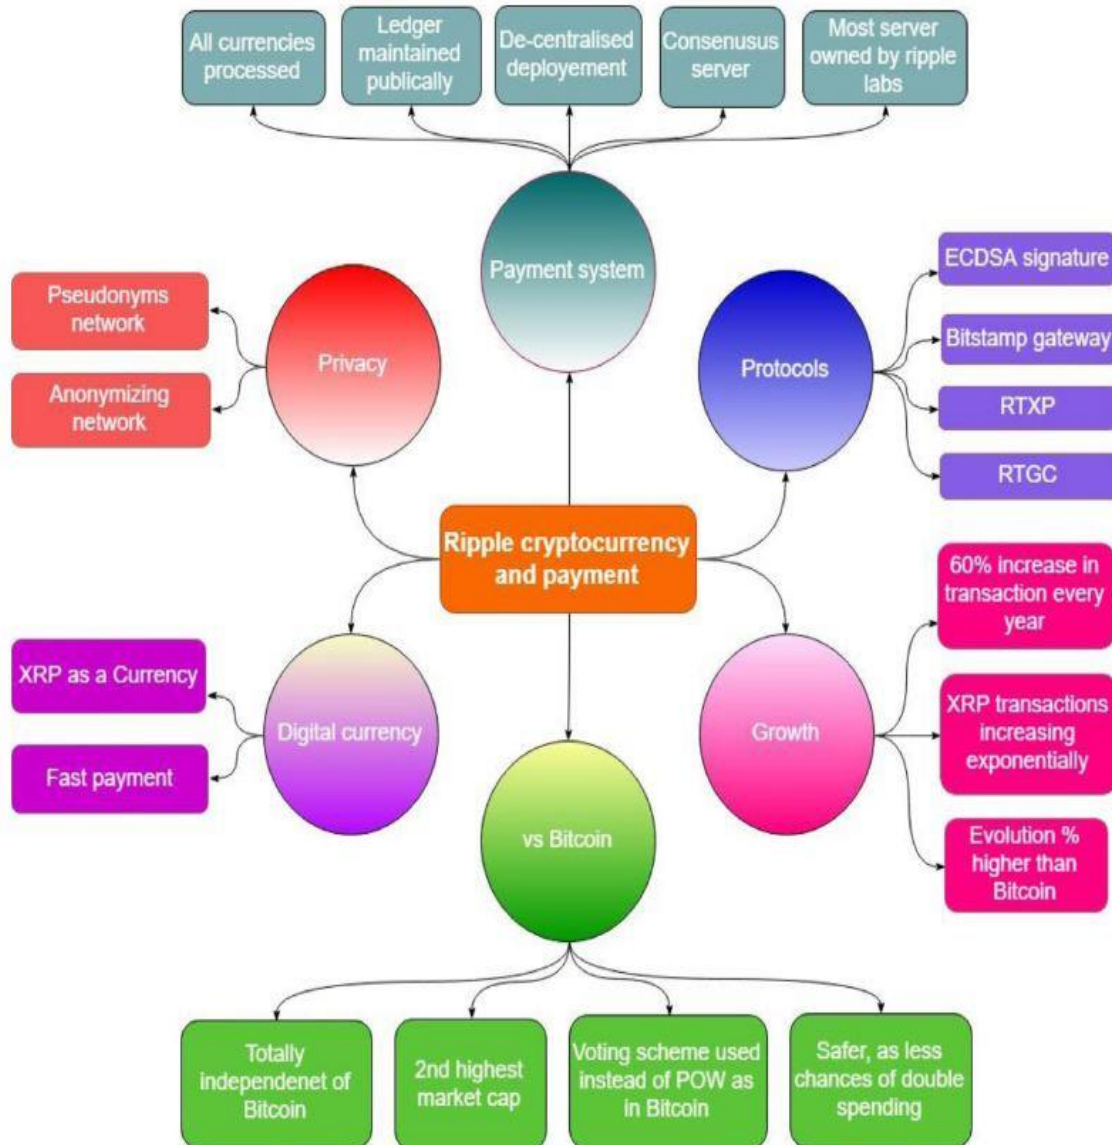 All currencies
processed
Ledger
maintained
publically
De-centralised
deployement
Consenusus
server
Most server
owned by ripple
labs
Payment system
Pseudonyms
network
Anonymizing
network
Privacy
Protocols
ECDSA signature
Bitstamp gateway
RTXP
RTGC
Ripple cryptocurrency
and payment
XRP as a Currency
Fast payment
Digital currency
Growth
60% increase in
transaction every
year
XRP transactions
increasing
exponentially
Evolution %
higher than
Bitcoin
vs Bitcoin
Totally
independenet of
Bitcoin
2nd highest
market cap
Voting scheme used
instead of POW as
in Bitcoin
Safer, as less
chances of double
spending